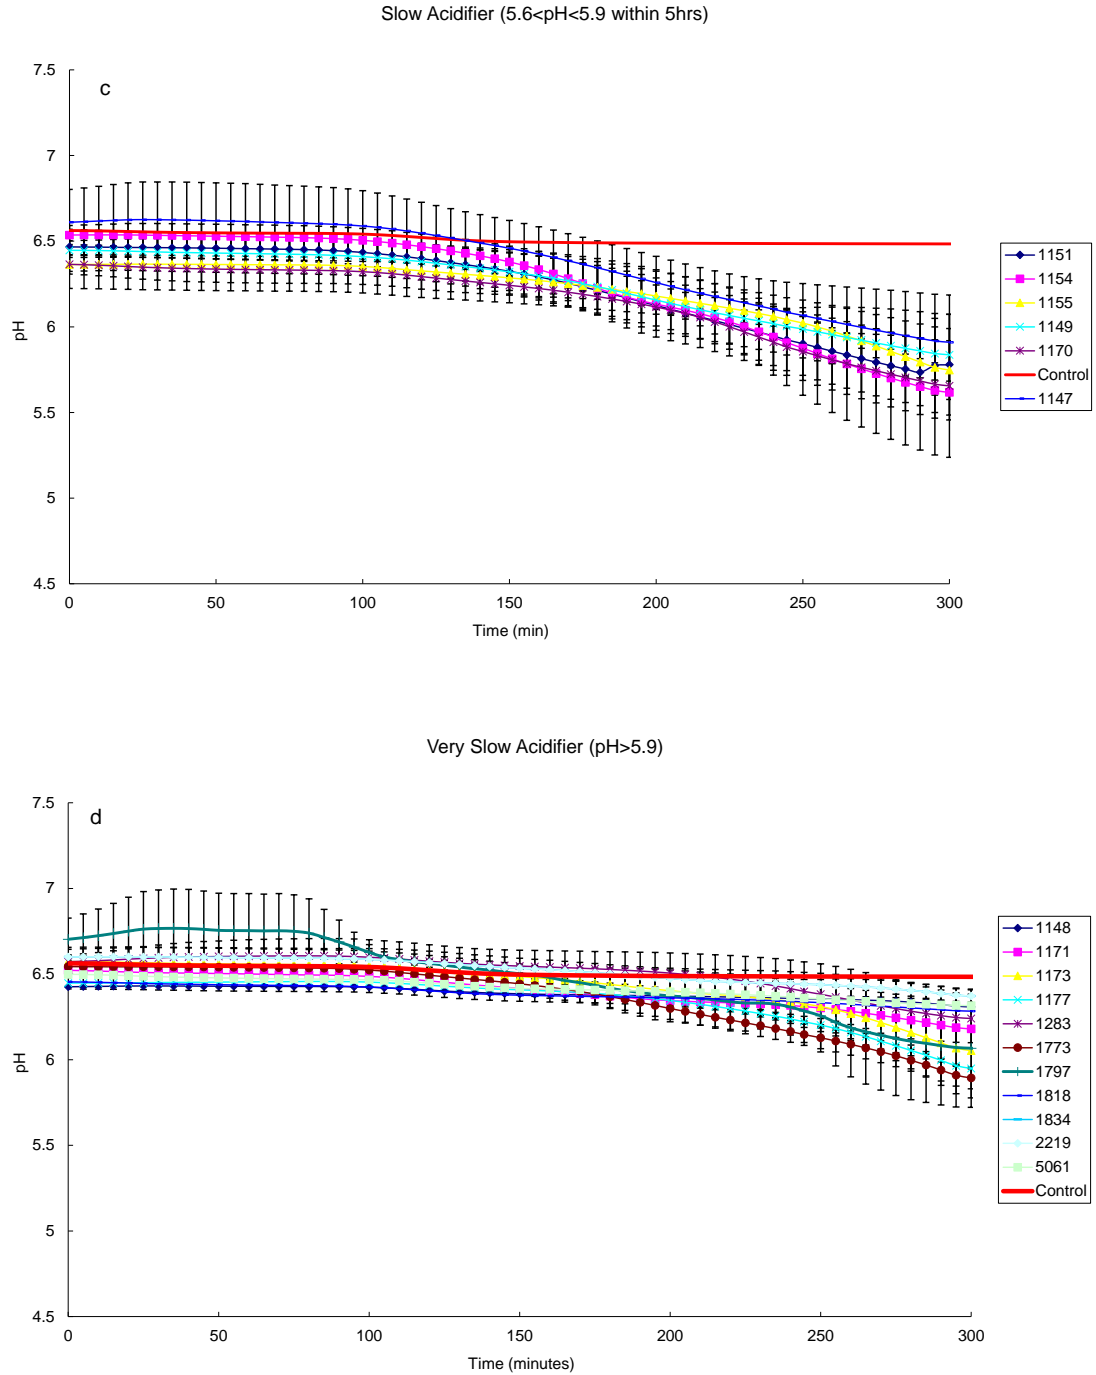 Slow Acidifier (5.6<pH<5.9 within 5hrs)
c
7.5
7
6.5
6
5.5
5
4.5
pH
0 50 100 150 200 250 300
Time (min)
1151
1154
1155
1149
1170
Control
1147
Very Slow Acidifier (pH>5.9)
d
7.5
7
6.5
6
5.5
5
4.5
pH
0 50 100 150 200 250 300
Time (minutes)
1148
1171
1173
1177
1283
1773
1797
1818
1834
2219
5061
Control